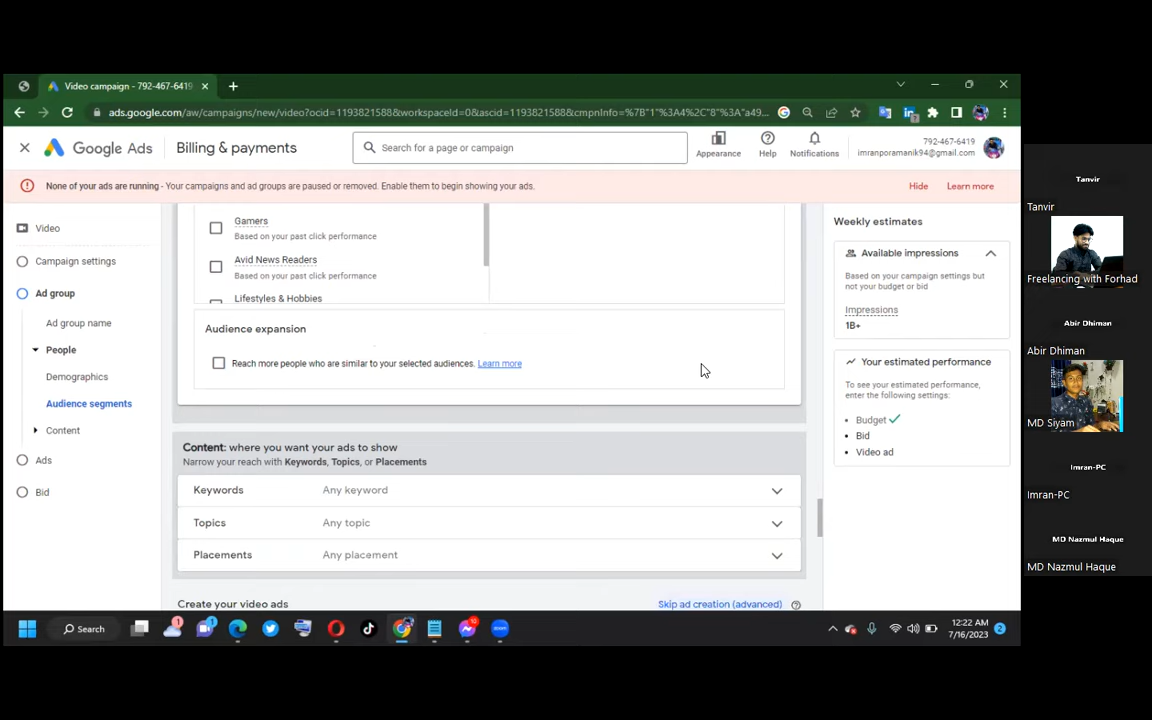 Video campaign - 792-467-6419
ads.google.com/aw/campaigns/new/video?ocid=1193821588&workspaceId=0&ascid=1193821588&cmpnInfo=%7B"1"%3A4%2C"8"%3A"a49...
Google Ads
Billing & payments
Search for a page or campaign
Appearance
Help
Notifications
792-467-6419
imranporamanik94@gmail.com
None of your ads are running - Your campaigns and ad groups are paused or removed. Enable them to begin showing your ads.
Hide
Learn more
Video
Campaign settings
Ad group
Ad group name
People
Demographics
Audience segments
Content
Ads
Bid
Gamers
Based on your past click performance
Avid News Readers
Based on your past click performance
Lifestyles & Hobbies
Audience expansion
Reach more people who are similar to your selected audiences. Learn more
Content: where you want your ads to show
Narrow your reach with Keywords, Topics, or Placements
Keywords Any keyword
Topics Any topic
Placements Any placement
Create your video ads
Skip ad creation (advanced)
Weekly estimates
Available impressions
Based on your campaign settings but
not your budget or bid
Impressions
1B+
Your estimated performance
To see your estimated performance,
enter the following settings:
Budget
Bid
Video ad
Tanvir
Tanvir
Freelancing with Forhad
Abir Dhiman
Abir Dhiman
MD Siyam
Imran-PC
Imran-PC
MD Nazmul Haque
MD Nazmul Haque
Search
12:22 AM
7/16/2023